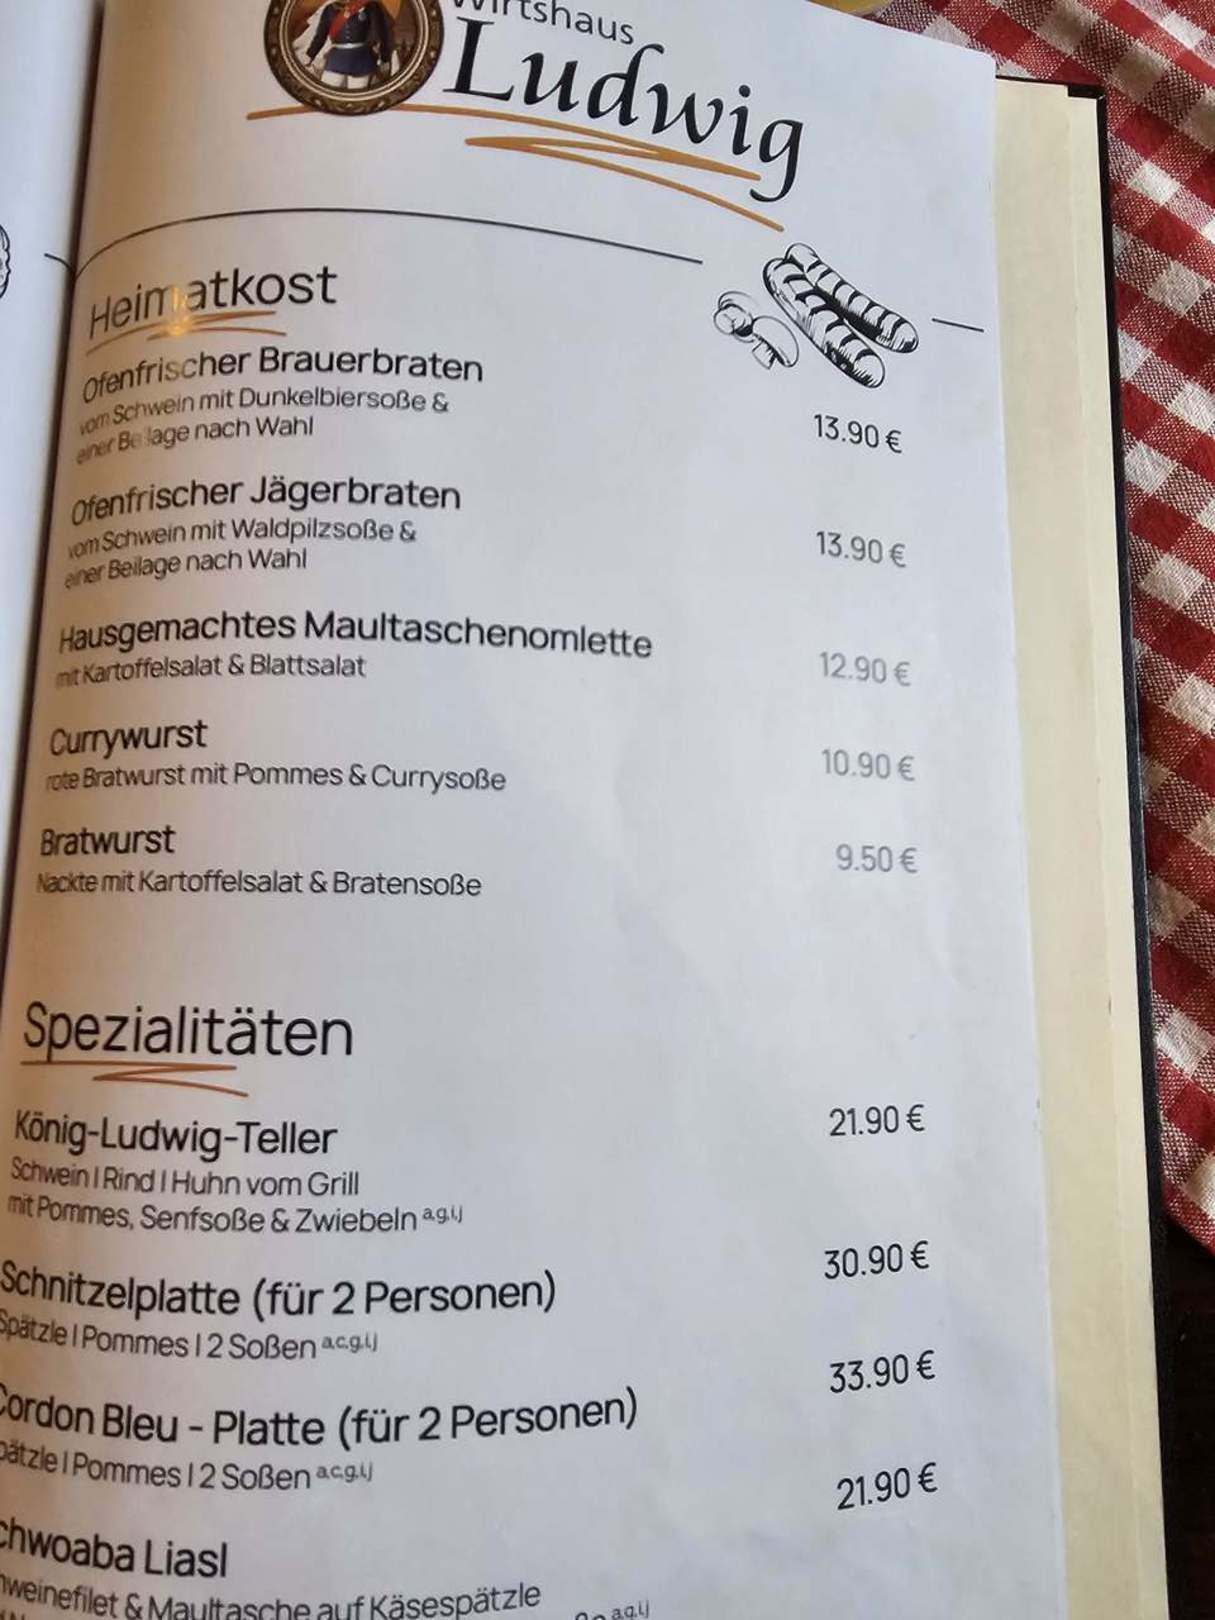 Wirtshaus
Ludwig
Heimatkost
Ofenfrischer Brauerbraten
vom Schwein mit Dunkelbiersoße &
einer Beilage nach Wahl
13.90 €
Ofenfrischer Jägerbraten
vom Schwein mit Waldpilzsoße &
einer Beilage nach Wahl
13.90 €
Hausgemachtes Maultaschenomlette
mit Kartoffelsalat & Blattsalat
12.90 €
Currywurst
rote Bratwurst mit Pommes & Currysoße
10.90 €
Bratwurst
Nackte mit Kartoffelsalat & Bratensoße
9.50 €
Spezialitäten
König-Ludwig-Teller
21.90 €
Schwein | Rind | Huhn vom Grill
mit Pommes, Senfsoße & Zwiebeln a,g,i,j
Schnitzelplatte (für 2 Personen)
30.90 €
Spätzle | Pommes | 2 Soßen a,c,g,i,j
Cordon Bleu - Platte (für 2 Personen)
33.90 €
pätzle | Pommes | 2 Soßen a,c,g,i,j
chwoaba Liasl
21.90 €
weinefilet & Maultasche auf Käsespätzle
a,g,i,j